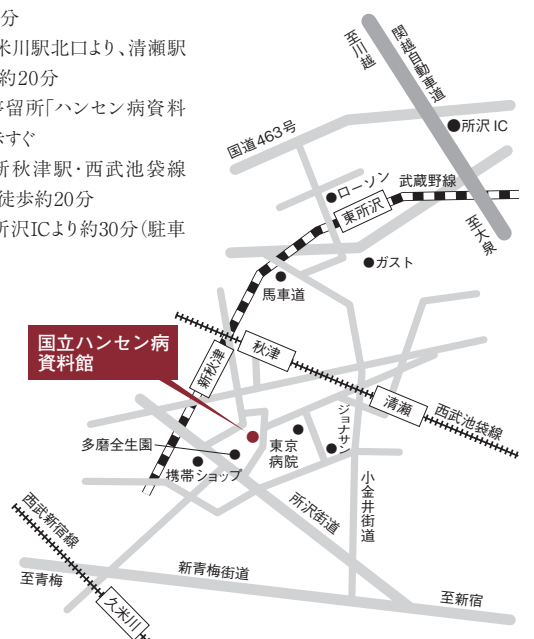 分
米川駅北口より、清瀬駅
約20分
留所「ハンセン病資料
すぐ
新秋津駅・西武池袋線
徒歩約20分
所沢ICより約30分（駐車
至川越
関越自動車道
所沢IC
国道463号
ローソン
武蔵野線
東所沢
至大泉
ガスト
馬車道
国立ハンセン病
資料館
新秋津
秋津
清瀬
西武池袋線
ジョナサン
東京
病院
多磨全生園
携帯ショップ
小金井街道
所沢街道
西武新宿線
新青梅街道
至青梅
至新宿
久米川